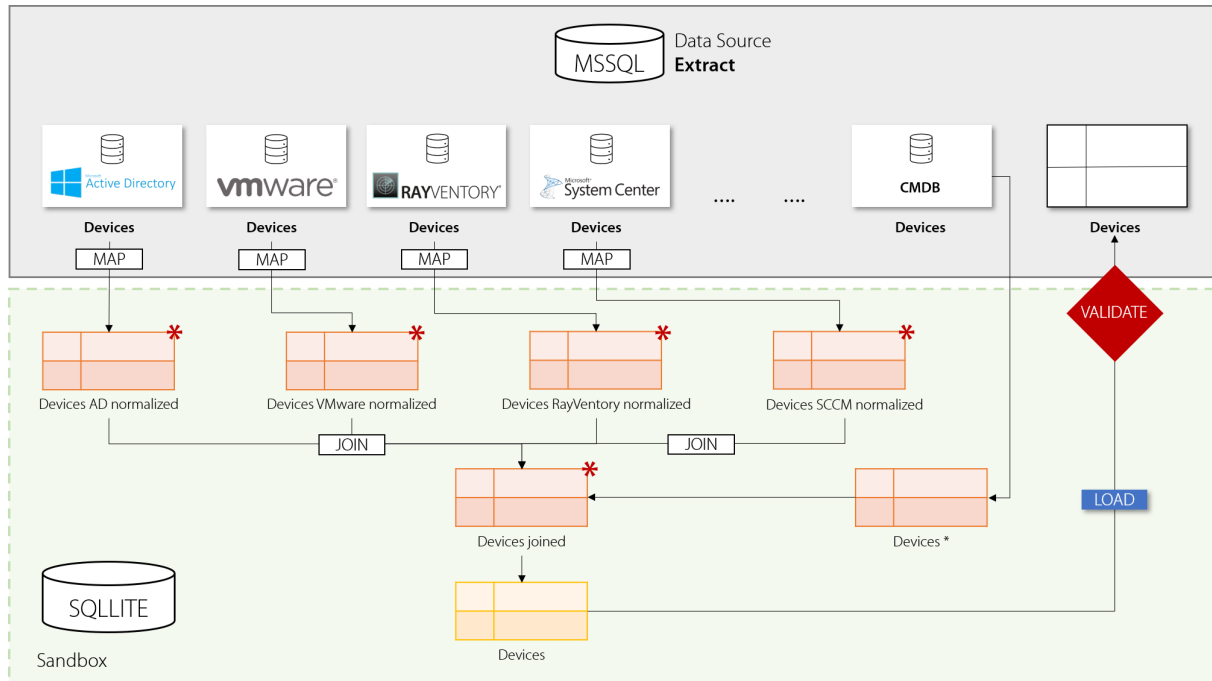 MSSQL
Data Source
Extract
Microsoft
Active Directory
vmware®
RAYVENTORY®
Microsoft®
System Center
....
....
CMDB
Devices
Devices
Devices
Devices
Devices
Devices
MAP
MAP
MAP
MAP
VALIDATE
*
*
*
*
Devices AD normalized
Devices VMware normalized
Devices RayVentory normalized
Devices SCCM normalized
JOIN
JOIN
*
LOAD
Devices joined
Devices *
SQLLITE
Devices
Sandbox